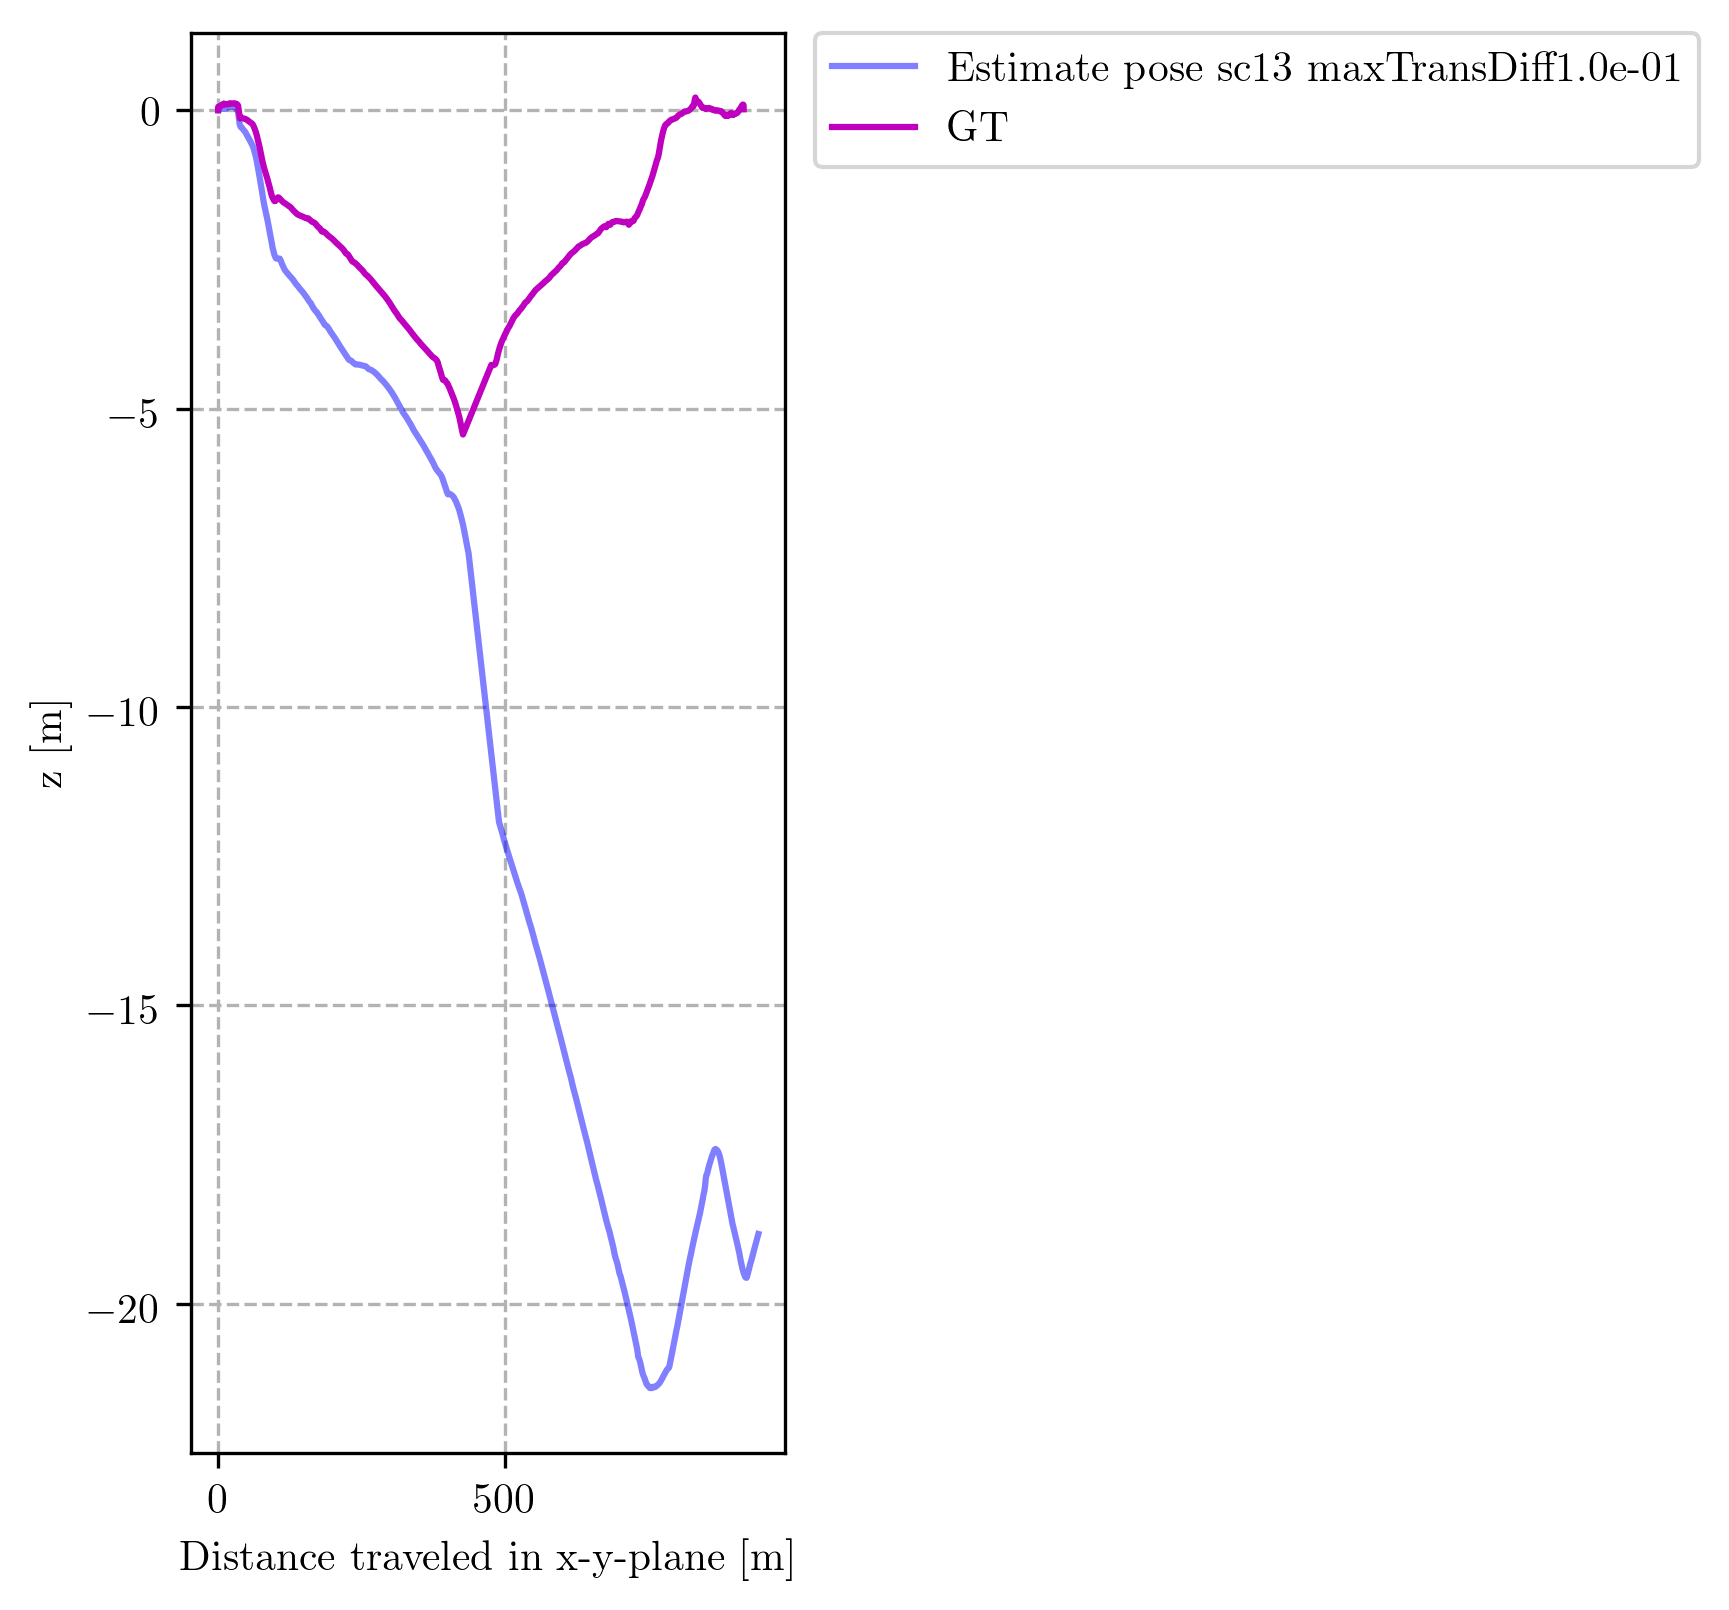 Estimate pose sc13 maxTransDiff1.0e-01
GT
0
−5
−10
−15
−20
z [m]
0 500
Distance traveled in x-y-plane [m]